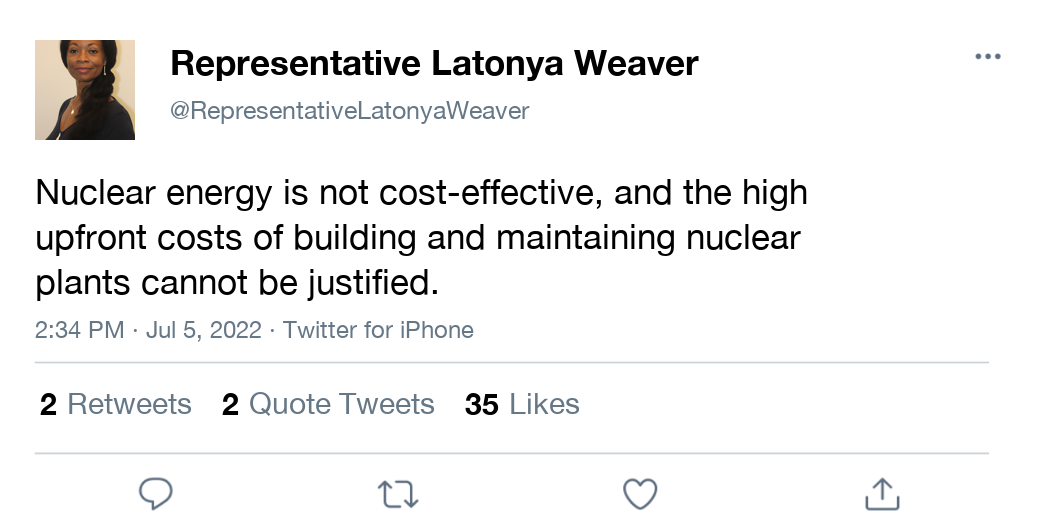 Representative Latonya Weaver
@RepresentativeLatonyaWeaver
Nuclear energy is not cost-effective, and the high
upfront costs of building and maintaining nuclear
plants cannot be justified.
2:34 PM · Jul 5, 2022 · Twitter for iPhone
2 Retweets 2 Quote Tweets 35 Likes